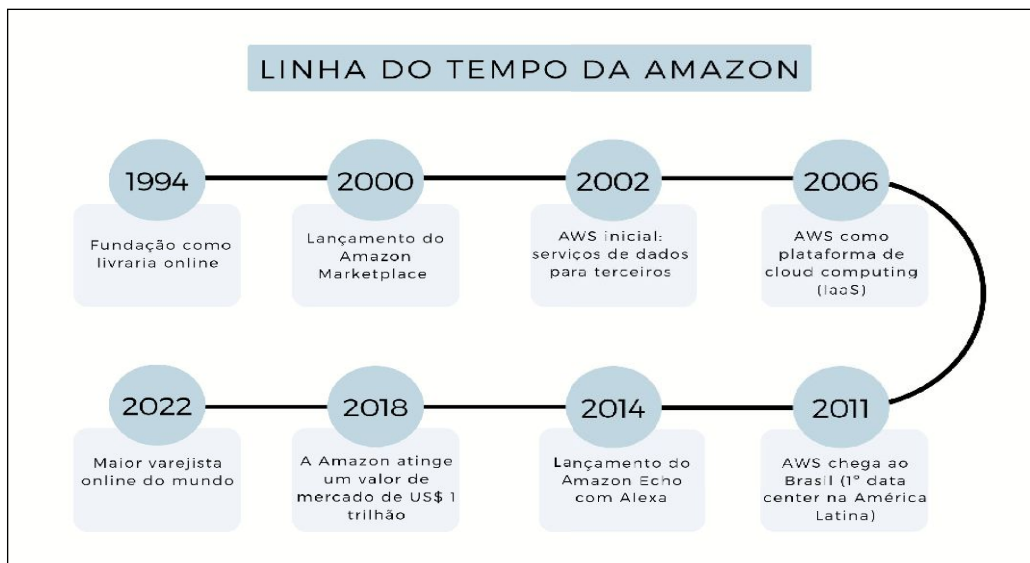 LINHA DO TEMPO DA AMAZON
1994
Fundação como
livraria online
2000
Lançamento do
Amazon
Marketplace
2002
AWS inicial:
serviços de dados
para terceiros
2006
AWS como
plataforma de
cloud computing
(IaaS)
2011
AWS chega ao
Brasil (1º data
center na América
Latina)
2014
Lançamento do
Amazon Echo
com Alexa
2018
A Amazon atinge
um valor de
mercado de US$ 1
trilhão
2022
Maior varejista
online do mundo